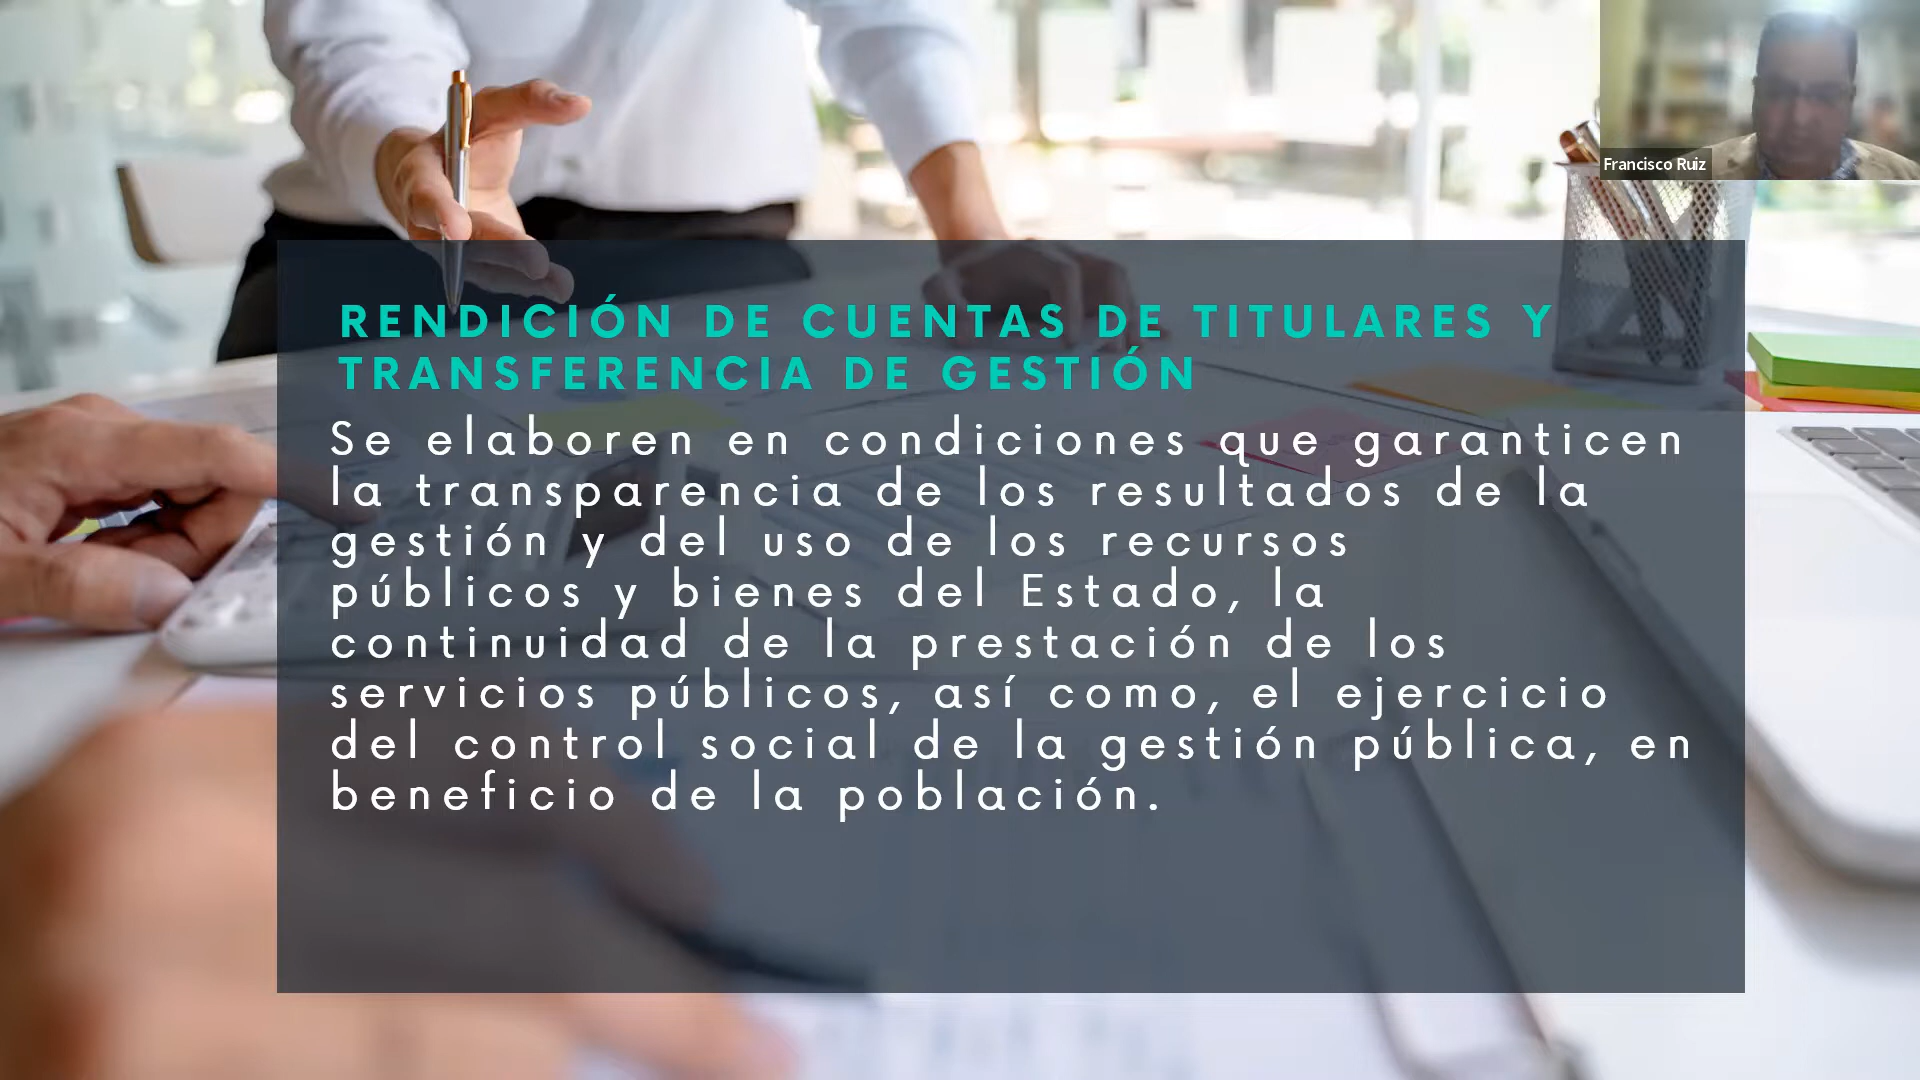 Francisco Ruiz
RENDICIÓN DE CUENTAS DE TITULARES Y
TRANSFERENCIA DE GESTIÓN
Se elaboren en condiciones que garanticen
la transparencia de los resultados de la
gestión y del uso de los recursos
públicos y bienes del Estado, la
continuidad de la prestación de los
servicios públicos, así como, el ejercicio
del control social de la gestión pública, en
beneficio de la población.